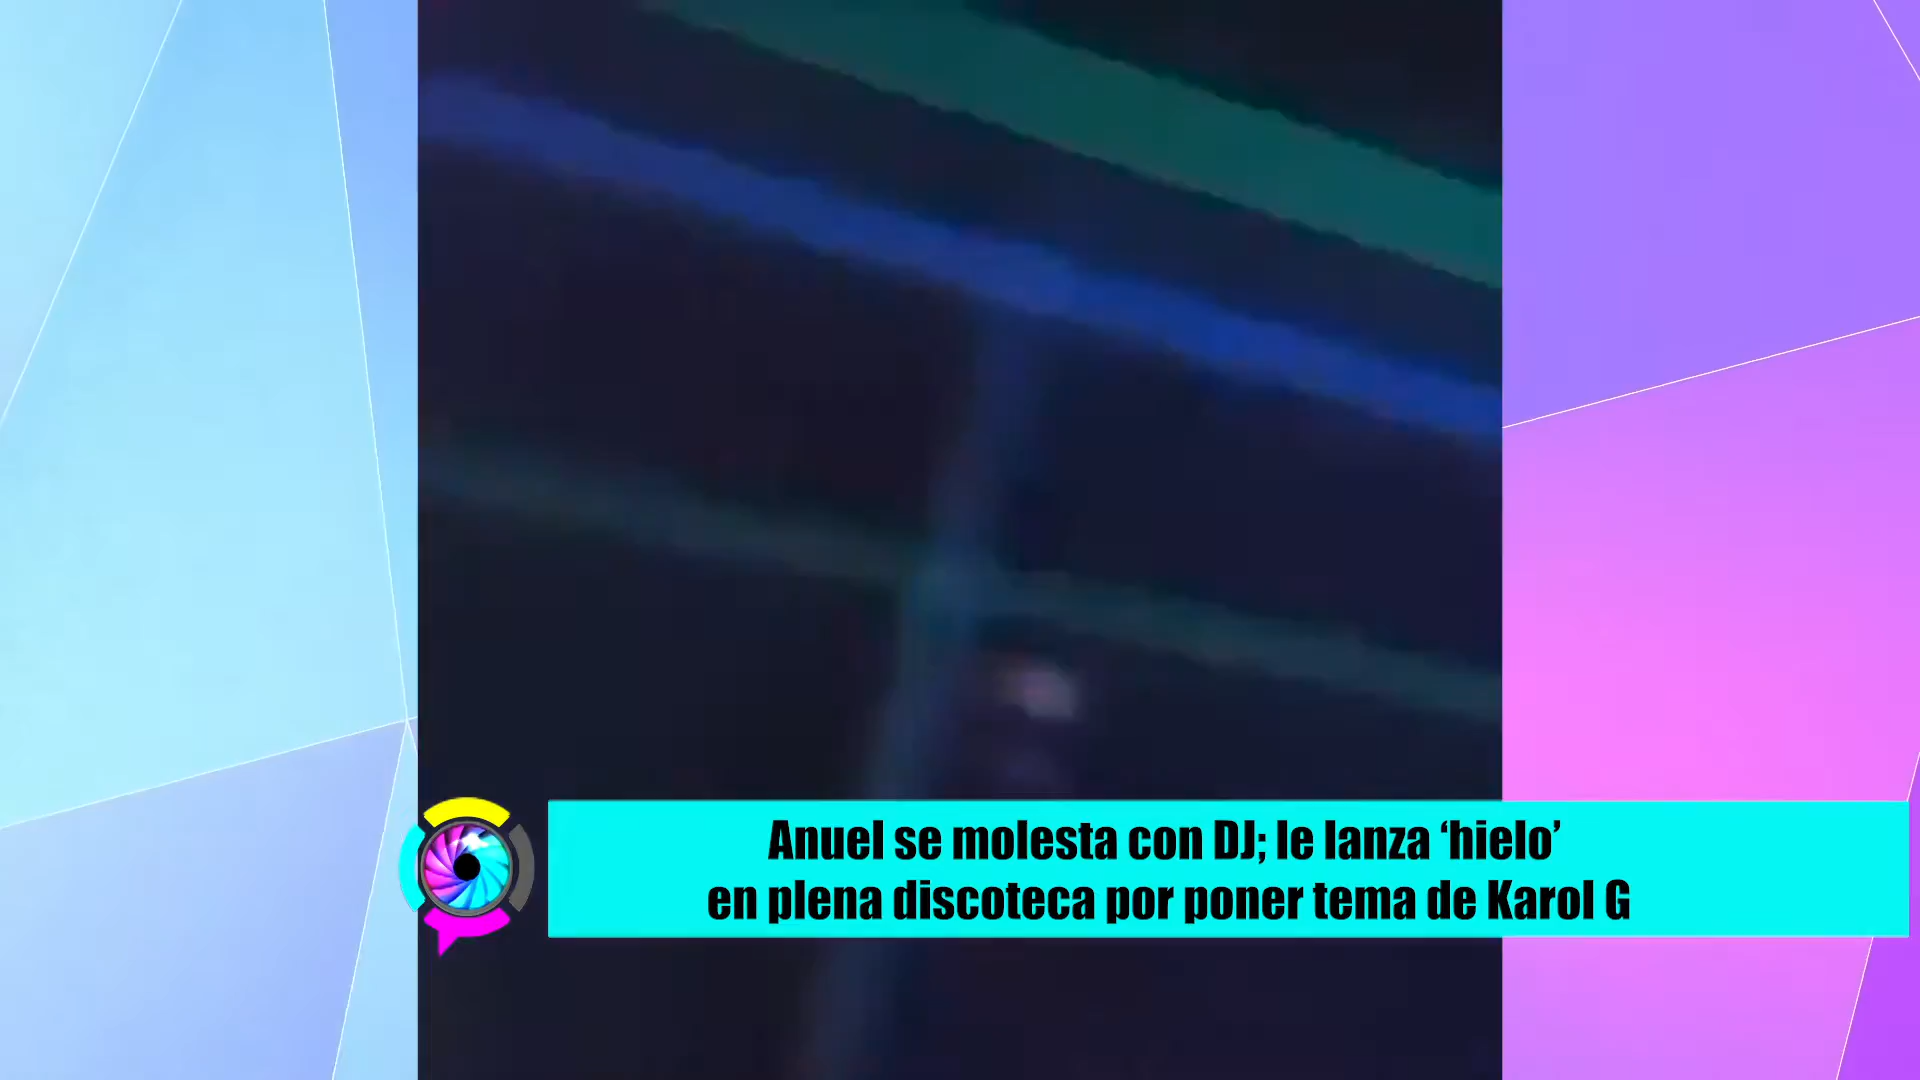 Anuel se molesta con DJ; le lanza ‘hielo’
en plena discoteca por poner tema de Karol G